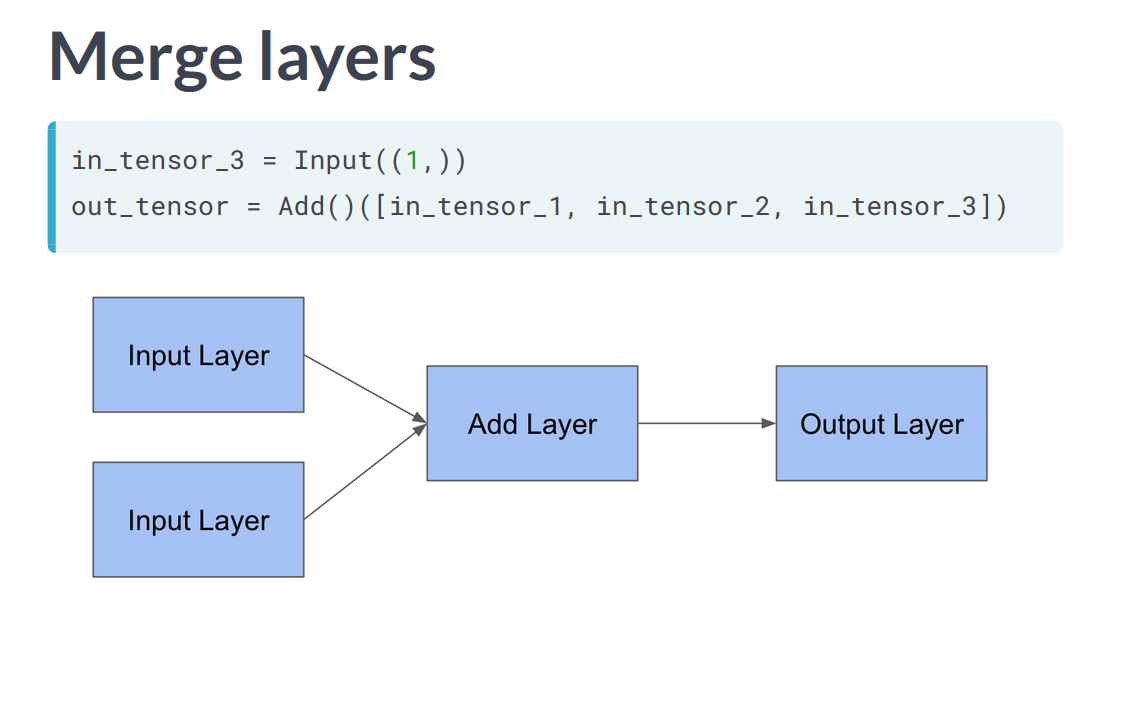 Merge layers
in_tensor_3 = Input((1,))
out_tensor = Add()([in_tensor_1, in_tensor_2, in_tensor_3])
Input Layer
Add Layer
Output Layer
Input Layer